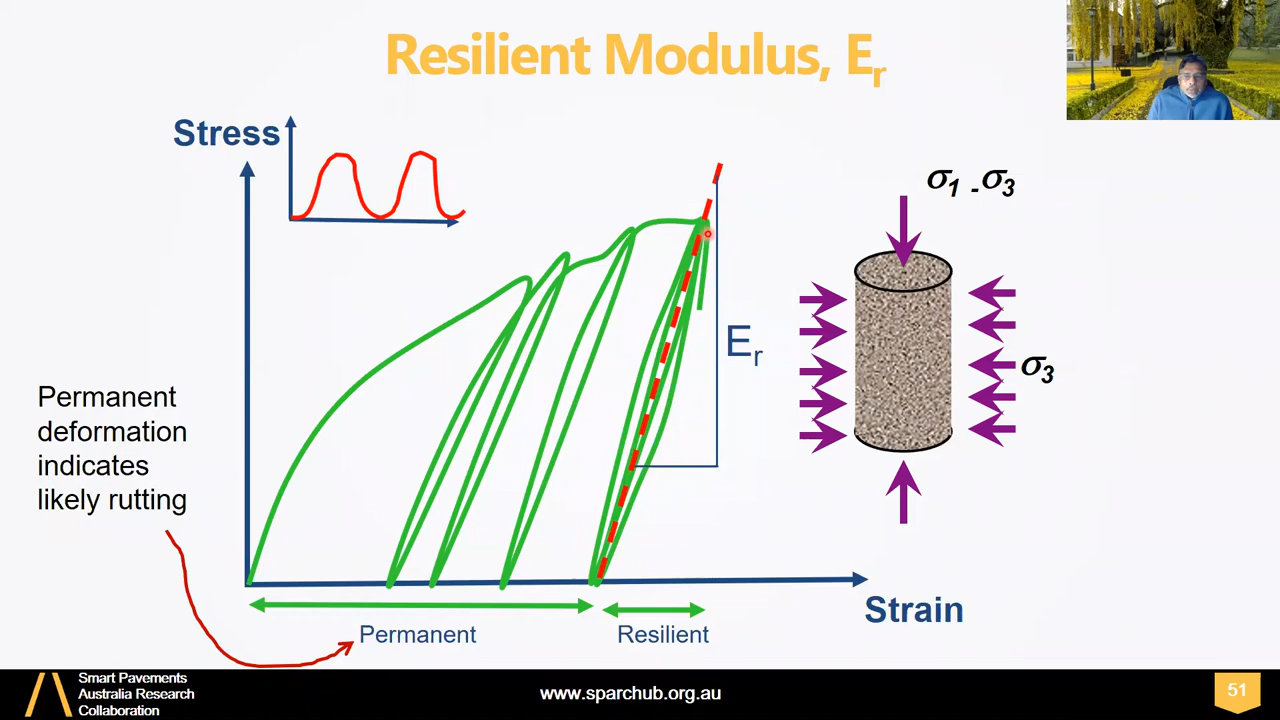 Resilient Modulus, Er
Stress
σ1 - σ3
Er
σ3
Permanent
deformation
indicates
likely rutting
Strain
Permanent
Resilient
Smart Pavements
Australia Research
Collaboration
www.sparchub.org.au
51